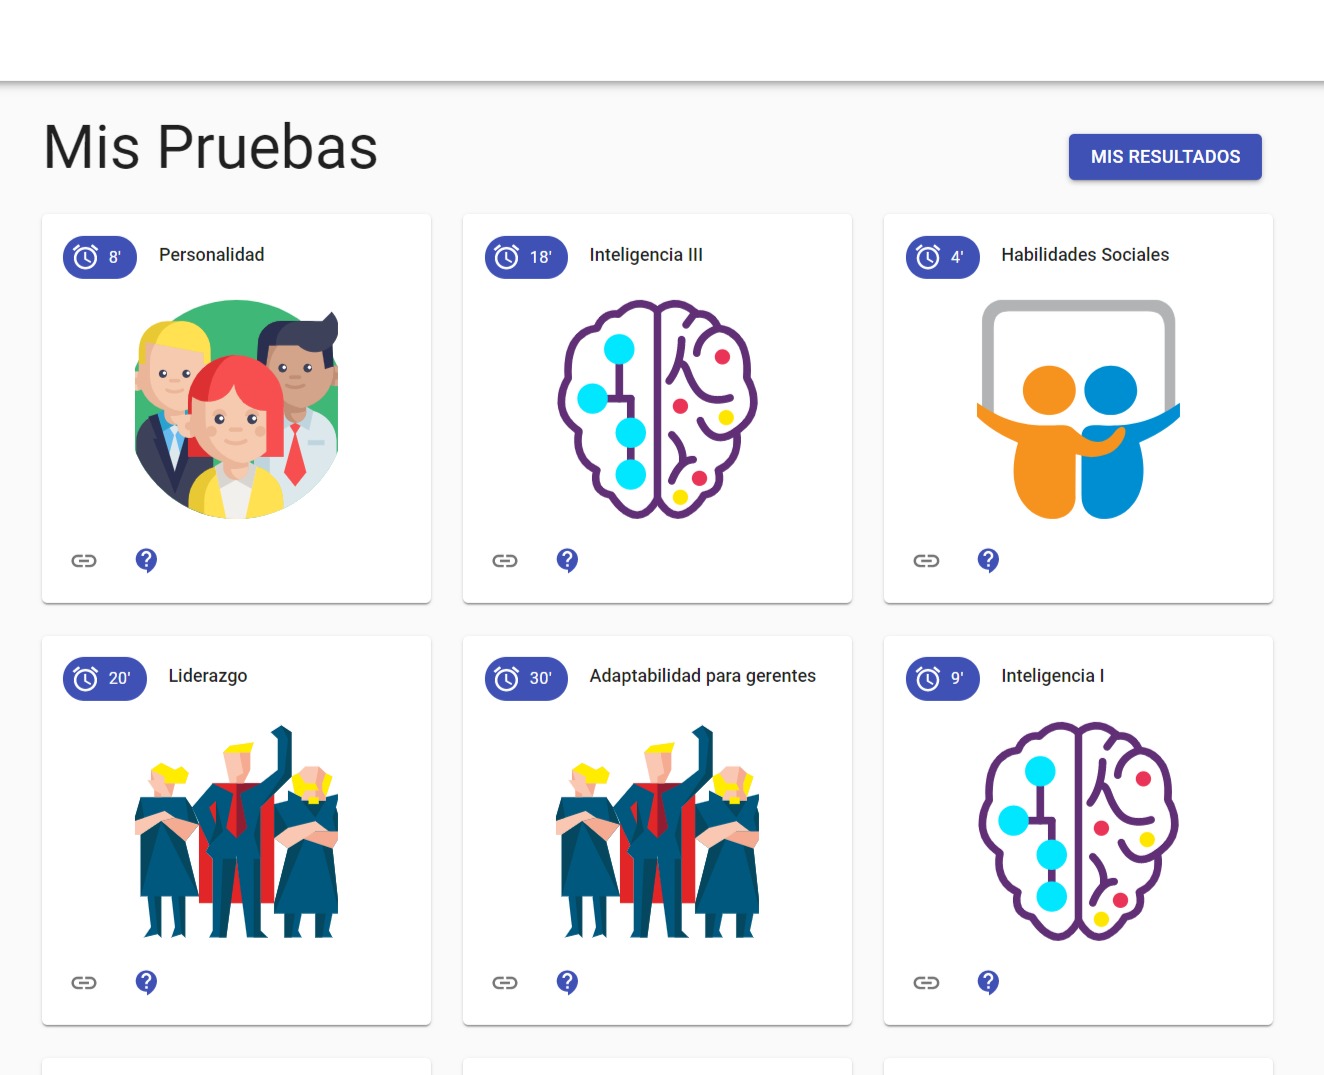 Mis Pruebas
MIS RESULTADOS
8' Personalidad
18' Inteligencia III
4' Habilidades Sociales
20' Liderazgo
30' Adaptabilidad para gerentes
9' Inteligencia I